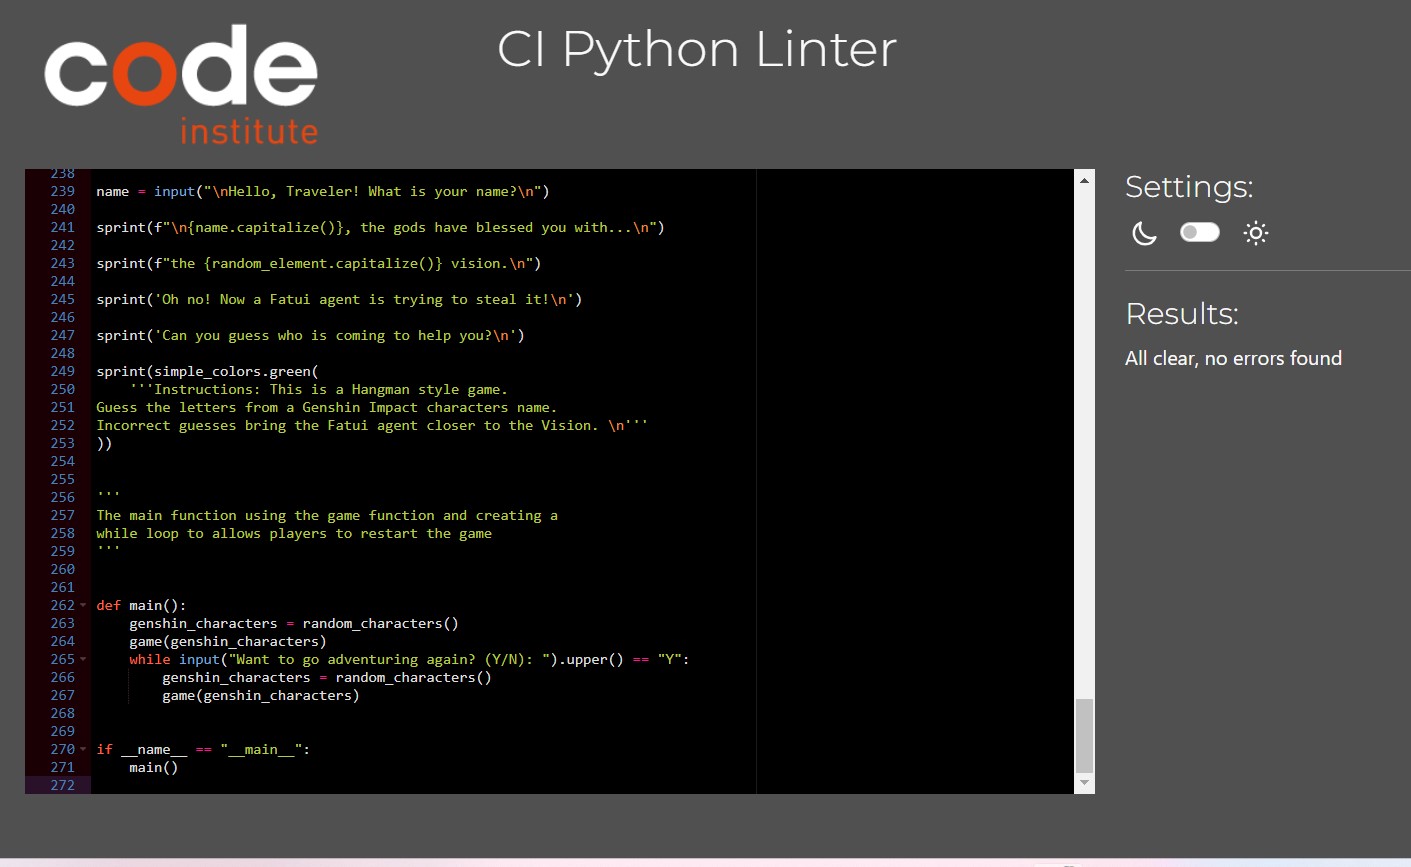 code
institute
CI Python Linter
238
239 name = input("\nHello, Traveler! What is your name?\n")
240
241 sprint(f"\n{name.capitalize()}, the gods have blessed you with...\n")
242
243 sprint(f"the {random_element.capitalize()} vision.\n")
244
245 sprint('Oh no! Now a Fatui agent is trying to steal it!\n')
246
247 sprint('Can you guess who is coming to help you?\n')
248
249 sprint(simple_colors.green(
250     '''Instructions: This is a Hangman style game.
251 Guess the letters from a Genshin Impact characters name.
252 Incorrect guesses bring the Fatui agent closer to the Vision. \n'''
253 ))
254
255
256 '''
257 The main function using the game function and creating a
258 while loop to allows players to restart the game
259 '''
260
261
262 def main():
263     genshin_characters = random_characters()
264     game(genshin_characters)
265     while input("Want to go adventuring again? (Y/N): ").upper() == "Y":
266         genshin_characters = random_characters()
267         game(genshin_characters)
268
269
270 if __name__ == "__main__":
271     main()
272
Settings:
Results:
All clear, no errors found